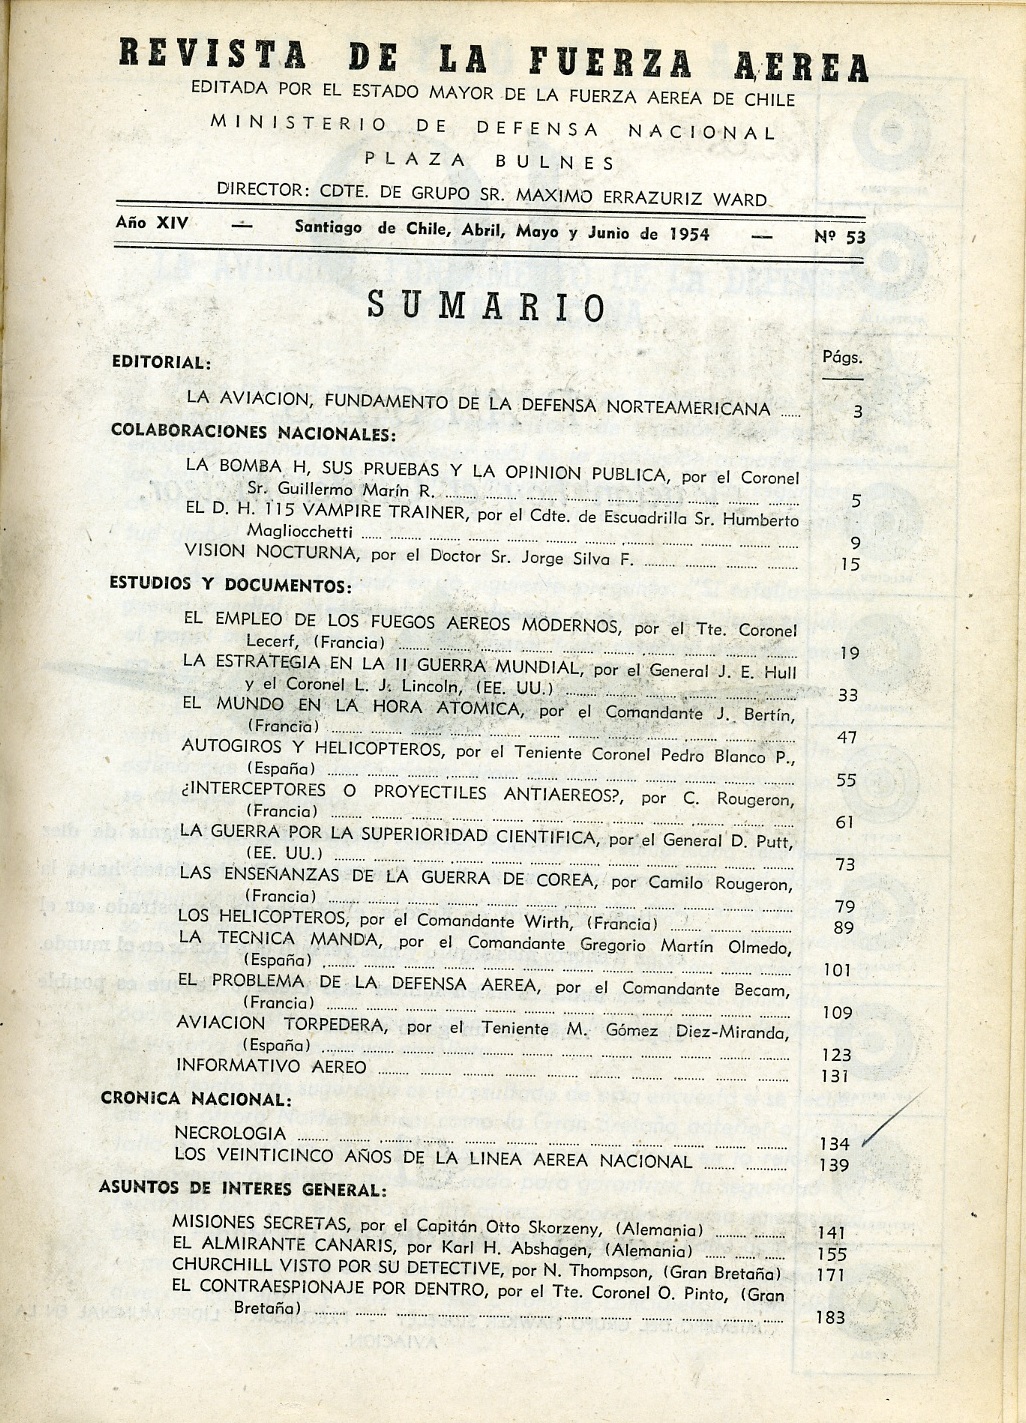 REVISTA DE LA FUERZA AEREA
EDITADA POR EL ESTADO MAYOR DE LA FUERZA AEREA DE CHILE
MINISTERIO DE DEFENSA NACIONAL
PLAZA BULNES
DIRECTOR: CDTE. DE GRUPO SR. MAXIMO ERRAZURIZ WARD
Año XIV — Santiago de Chile, Abril, Mayo y Junio de 1954 — Nº 53
SUMARIO
Págs.
EDITORIAL:
LA AVIACION, FUNDAMENTO DE LA DEFENSA NORTEAMERICANA ...... 3
COLABORACIONES NACIONALES:
LA BOMBA H, SUS PRUEBAS Y LA OPINION PUBLICA, por el Coronel
Sr. Guillermo Marín R. ...... 5
EL D. H. 115 VAMPIRE TRAINER, por el Cdte. de Escuadrilla Sr. Humberto
Magliocchetti ...... 9
VISION NOCTURNA, por el Doctor Sr. Jorge Silva F. ...... 15
ESTUDIOS Y DOCUMENTOS:
EL EMPLEO DE LOS FUEGOS AEREOS MODERNOS, por el Tte. Coronel
Lecerf, (Francia) ...... 19
LA ESTRATEGIA EN LA II GUERRA MUNDIAL, por el General J. E. Hull
y el Coronel L. J. Lincoln, (EE. UU.) ...... 33
EL MUNDO EN LA HORA ATOMICA, por el Comandante J. Bertín,
(Francia) ...... 47
AUTOGIROS Y HELICOPTEROS, por el Teniente Coronel Pedro Blanco P.,
(España) ...... 55
¿INTERCEPTORES O PROYECTILES ANTIAEREOS?, por C. Rougeron,
(Francia) ...... 61
LA GUERRA POR LA SUPERIORIDAD CIENTIFICA, por el General D. Putt,
(EE. UU.) ...... 73
LAS ENSEÑANZAS DE LA GUERRA DE COREA, por Camilo Rougeron,
(Francia) ...... 79
LOS HELICOPTEROS, por el Comandante Wirth, (Francia) ...... 89
LA TECNICA MANDA, por el Comandante Gregorio Martín Olmedo,
(España) ...... 101
EL PROBLEMA DE LA DEFENSA AEREA, por el Comandante Becam,
(Francia) ...... 109
AVIACION TORPEDERA, por el Teniente M. Gómez Diez-Miranda,
(España) ...... 123
INFORMATIVO AEREO ...... 131
CRONICA NACIONAL:
NECROLOGIA ...... 134
LOS VEINTICINCO AÑOS DE LA LINEA AEREA NACIONAL ...... 139
ASUNTOS DE INTERES GENERAL:
MISIONES SECRETAS, por el Capitán Otto Skorzeny, (Alemania) ...... 141
EL ALMIRANTE CANARIS, por Karl H. Abshagen, (Alemania) ...... 155
CHURCHILL VISTO POR SU DETECTIVE, por N. Thompson, (Gran Bretaña) 171
EL CONTRAESPIONAJE POR DENTRO, por el Tte. Coronel O. Pinto, (Gran
Bretaña) ...... 183